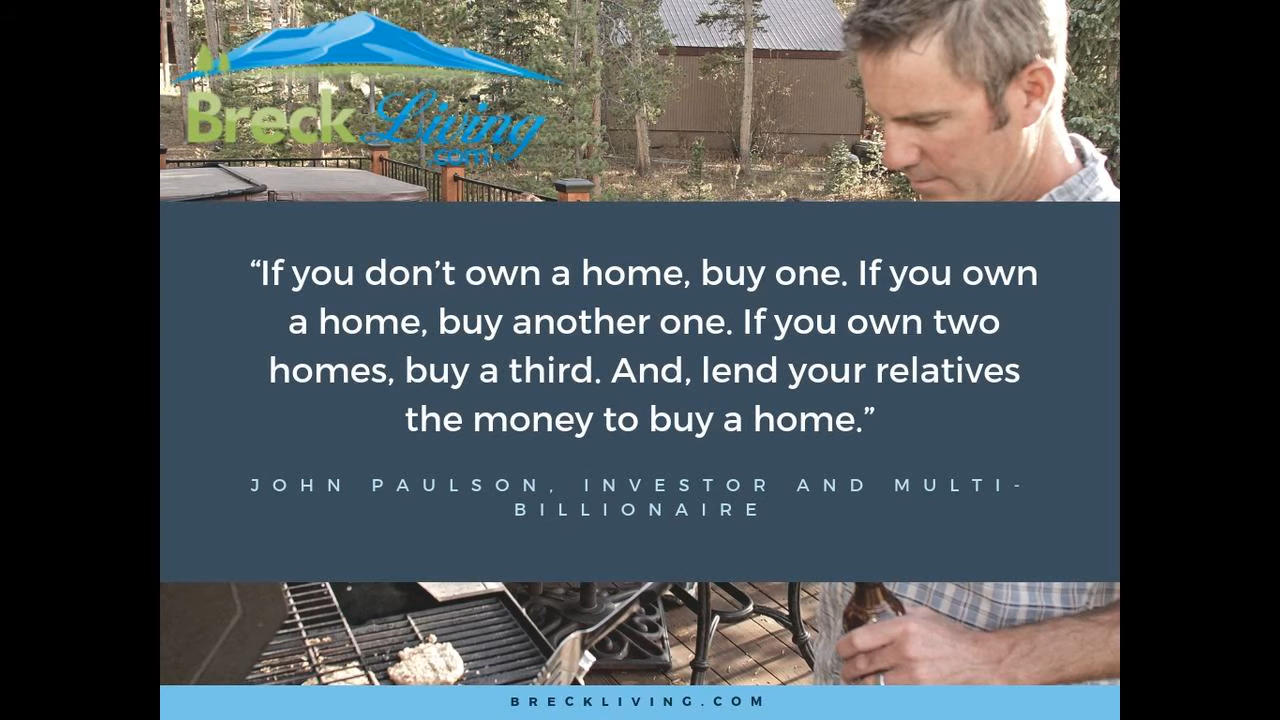 Breck Living
.com
“If you don’t own a home, buy one. If you own
a home, buy another one. If you own two
homes, buy a third. And, lend your relatives
the money to buy a home.”
JOHN PAULSON, INVESTOR AND MULTI-
BILLIONAIRE
BRECKLIVING.COM